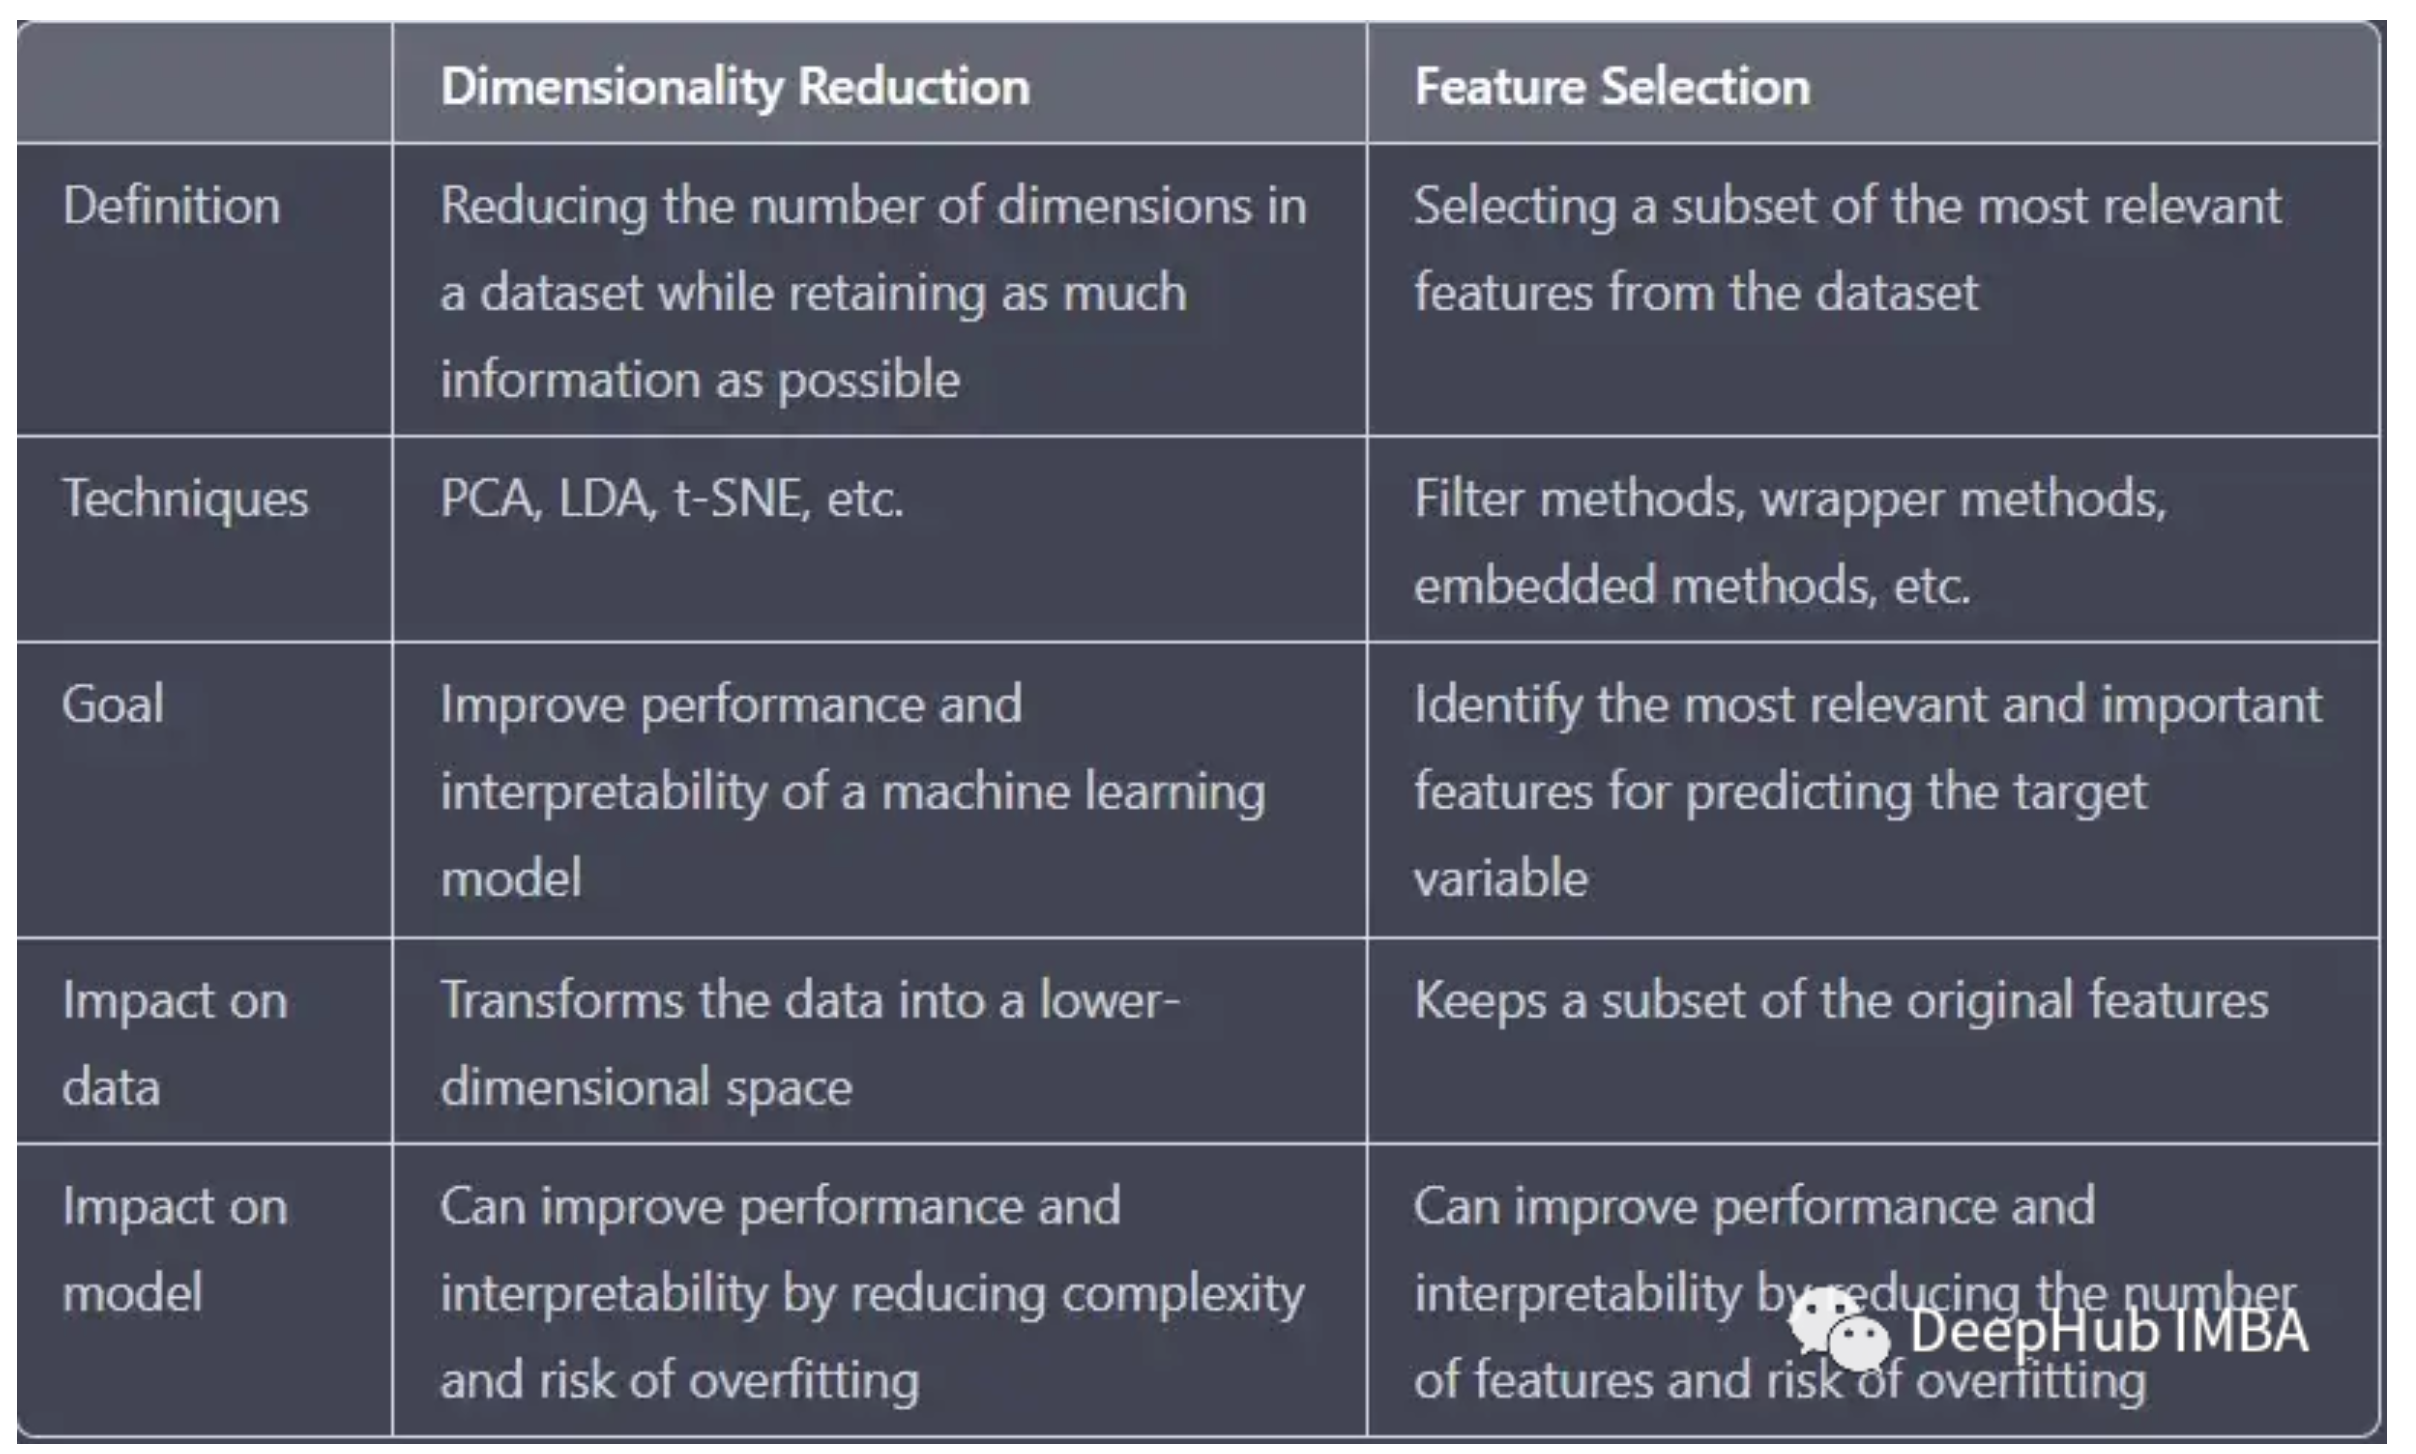 Dimensionality Reduction
Feature Selection
Definition
Reducing the number of dimensions in
a dataset while retaining as much
information as possible
Selecting a subset of the most relevant
features from the dataset
Techniques
PCA, LDA, t-SNE, etc.
Filter methods, wrapper methods,
embedded methods, etc.
Goal
Improve performance and
interpretability of a machine learning
model
Identify the most relevant and important
features for predicting the target
variable
Impact on
data
Transforms the data into a lower-
dimensional space
Keeps a subset of the original features
Impact on
model
Can improve performance and
interpretability by reducing complexity
and risk of overfitting
Can improve performance and
interpretability by reducing the number
of features and risk of overfitting
DeepHub IMBA